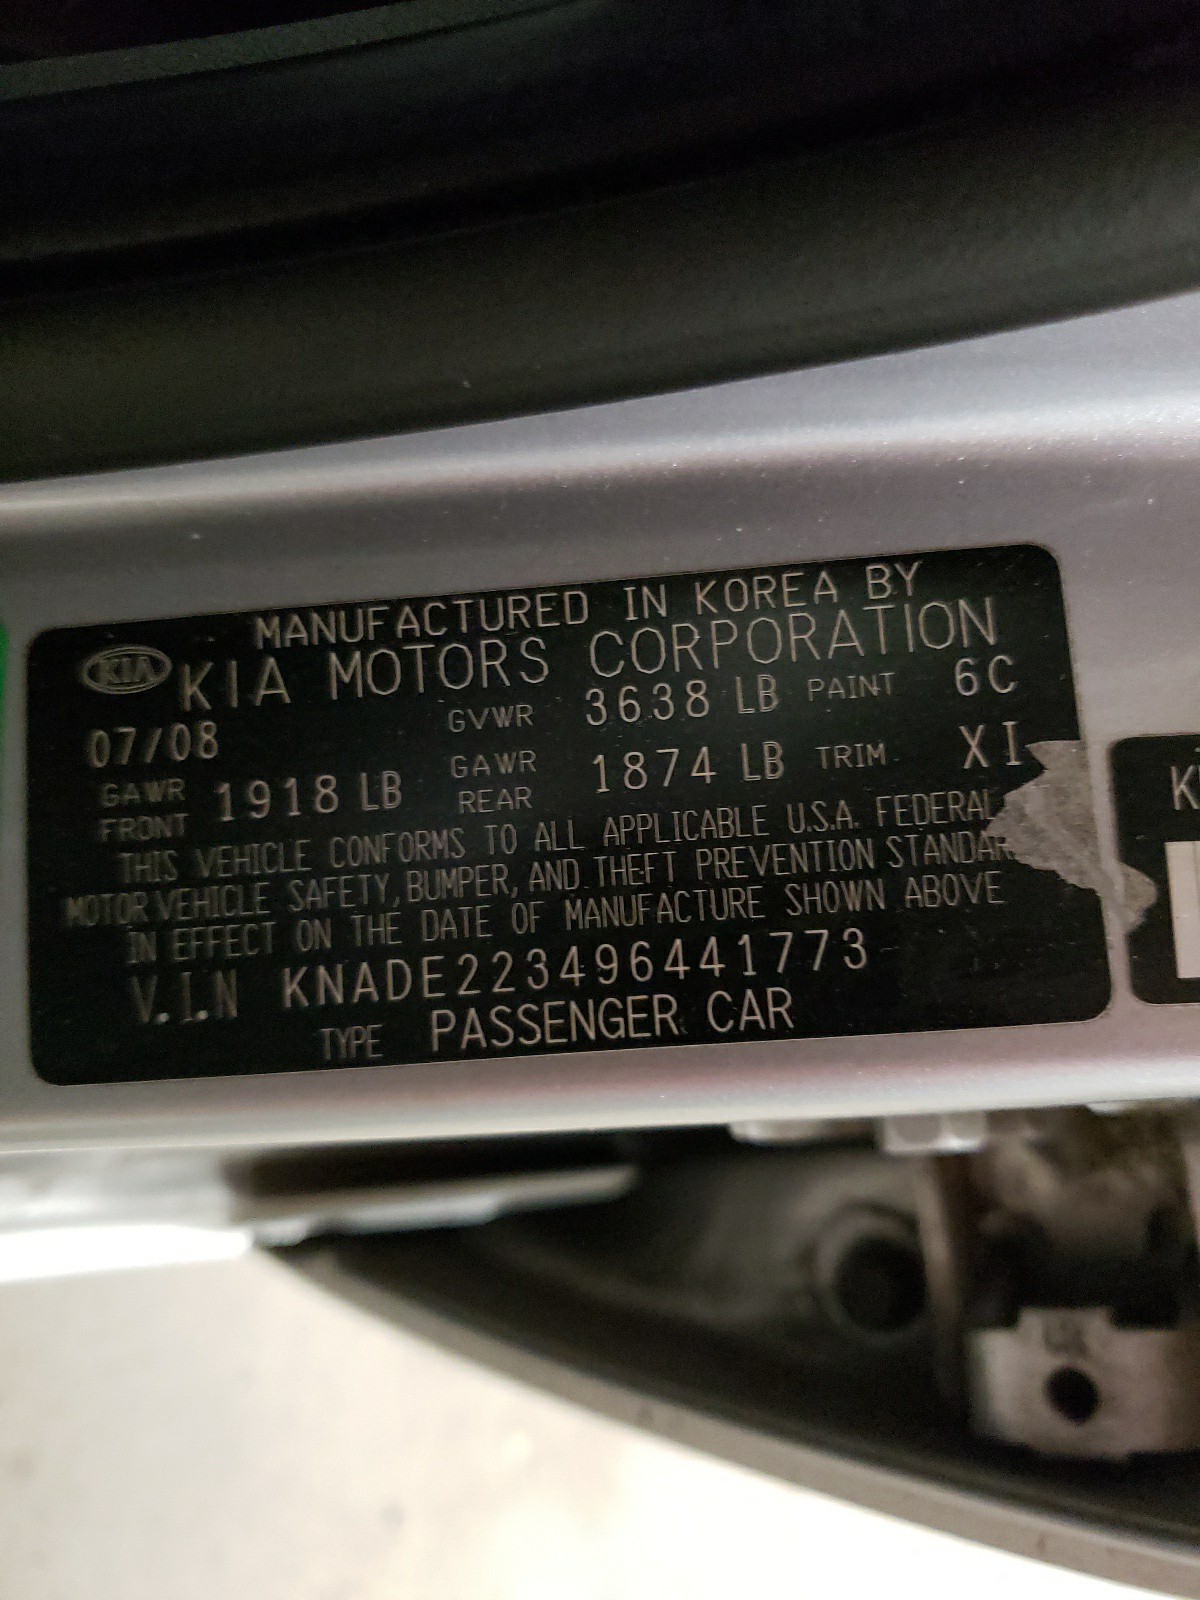 MANUFACTURED IN KOREA BY
KIA KIA MOTORS CORPORATION
07/08 GVWR 3638 LB PAINT 6C
GAWR FRONT 1918 LB GAWR REAR 1874 LB TRIM XI
THIS VEHICLE CONFORMS TO ALL APPLICABLE U.S.A. FEDERAL
MOTOR VEHICLE SAFETY, BUMPER, AND THEFT PREVENTION STANDAR
IN EFFECT ON THE DATE OF MANUFACTURE SHOWN ABOVE
V.I.N KNADE223496441773
TYPE PASSENGER CAR